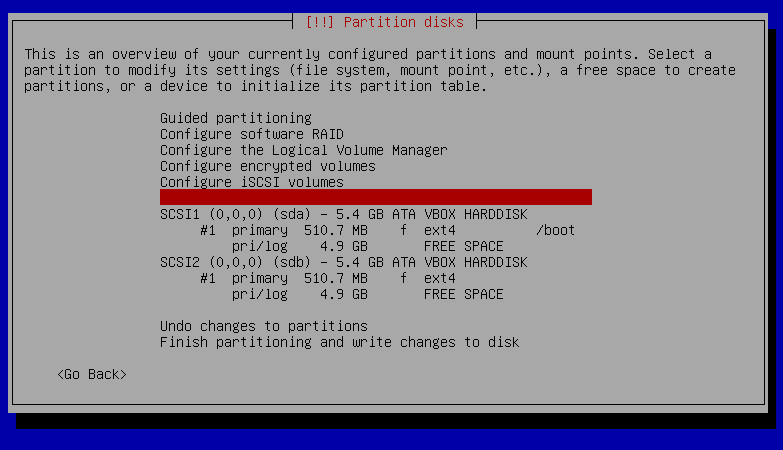 [!!] Partition disks
This is an overview of your currently configured partitions and mount points. Select a
partition to modify its settings (file system, mount point, etc.), a free space to create
partitions, or a device to initialize its partition table.
Guided partitioning
Configure software RAID
Configure the Logical Volume Manager
Configure encrypted volumes
Configure iSCSI volumes
SCSI1 (0,0,0) (sda) - 5.4 GB ATA VBOX HARDDISK
#1 primary 510.7 MB f ext4 /boot
pri/log 4.9 GB FREE SPACE
SCSI2 (0,0,0) (sdb) - 5.4 GB ATA VBOX HARDDISK
#1 primary 510.7 MB f ext4
pri/log 4.9 GB FREE SPACE
Undo changes to partitions
Finish partitioning and write changes to disk
<Go Back>